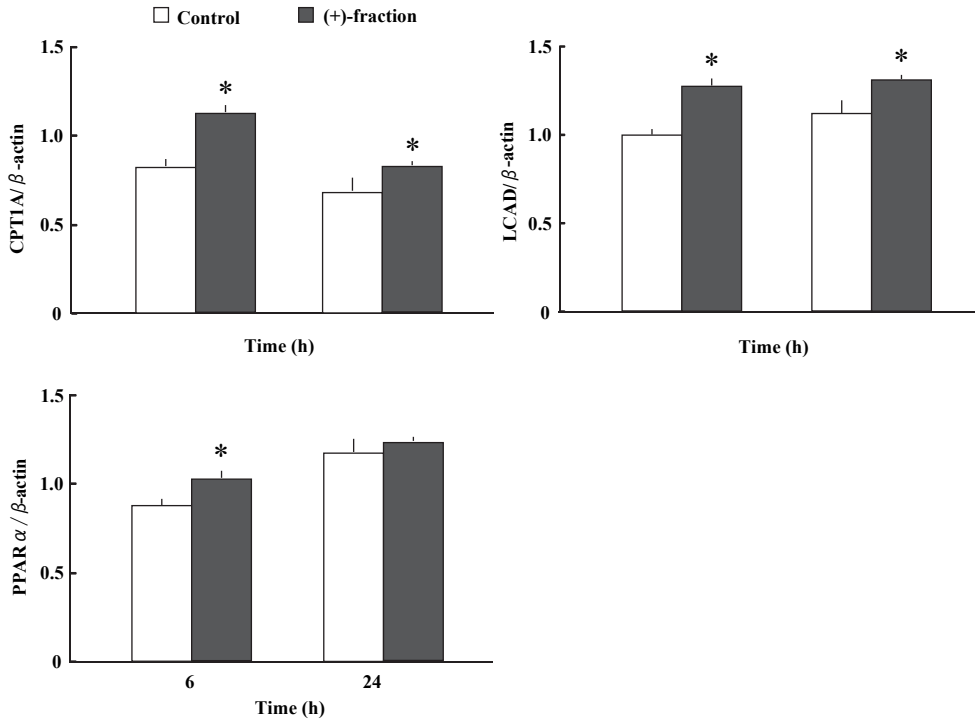 Control (+)-fraction
1.5
1.0
0.5
0
CPT1A/ β-actin
*
*
Time (h)
1.5
1.0
0.5
0
LCAD/ β-actin
*
*
Time (h)
1.5
1.0
0.5
0
PPAR α / β-actin
*
6 24
Time (h)